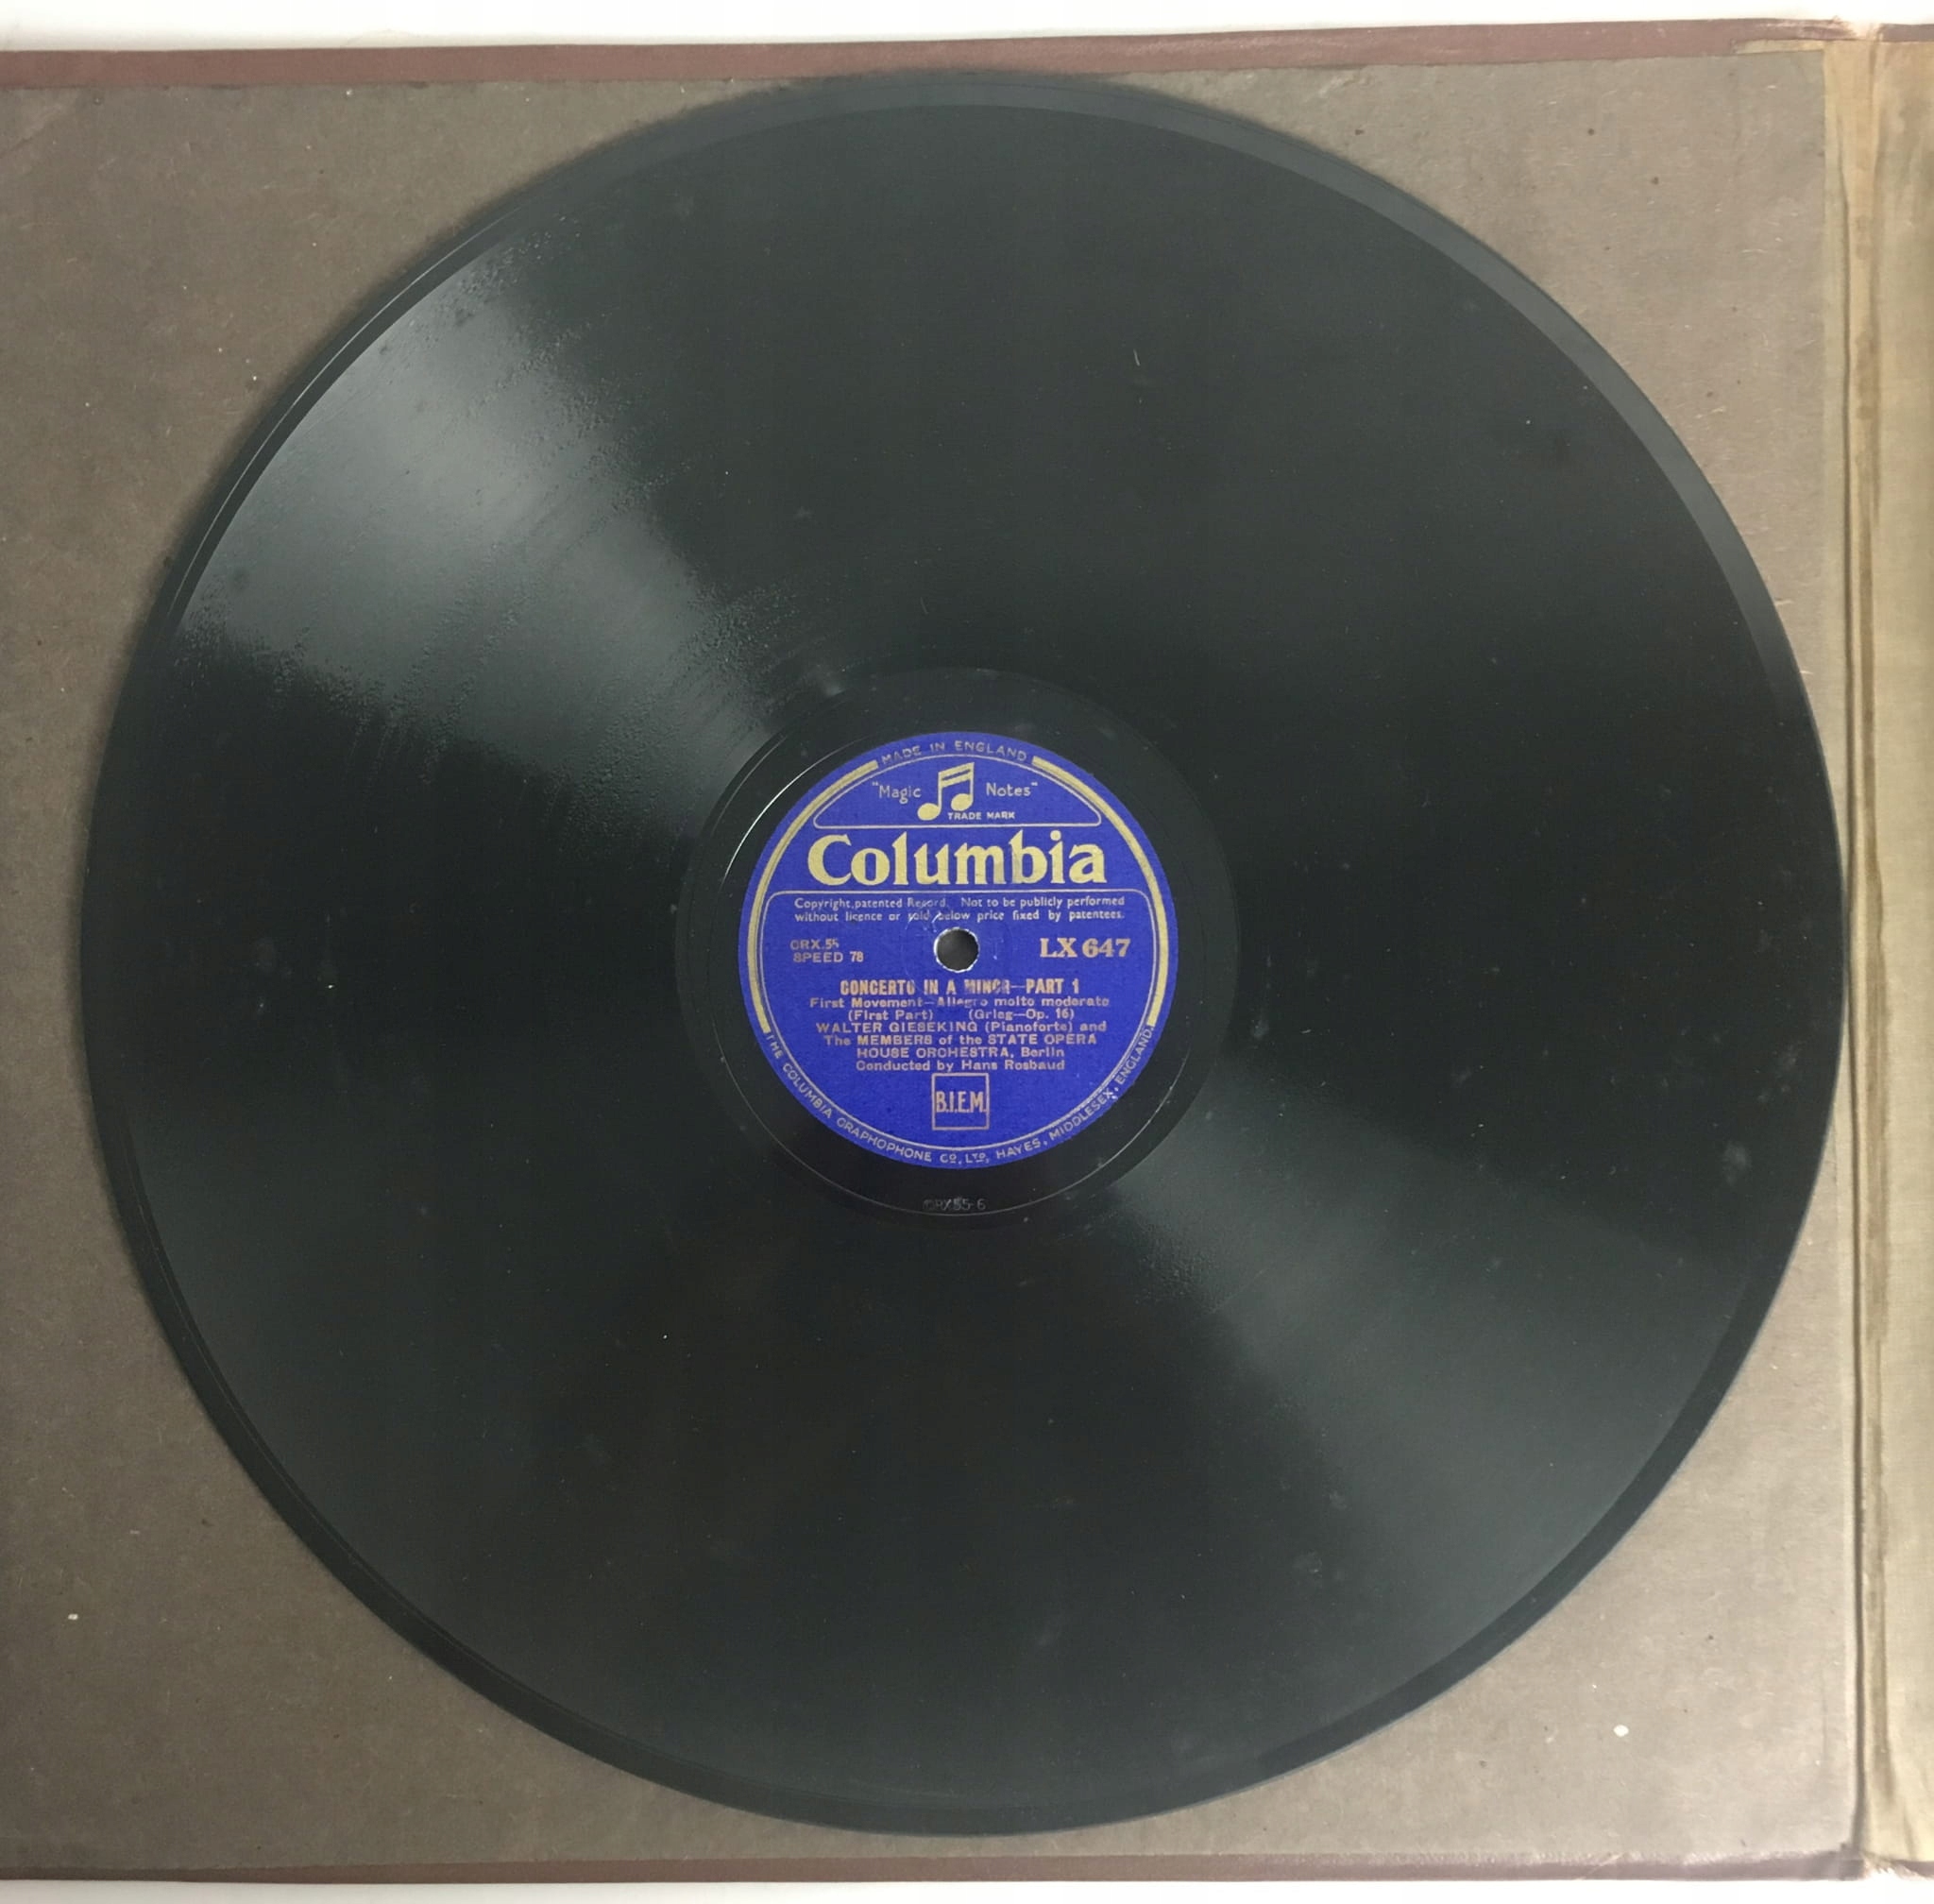 MADE IN ENGLAND
"Magic Notes"
TRADE MARK
Columbia
Copyright, patented Record. Not to be publicly performed
without licence or sold below price fixed by patentees.
CRX.55
SPEED 78
LX 647
CONCERTO IN A MINOR—PART 1
First Movement—Allegro molto moderato
(First Part) (Grieg—Op. 16)
WALTER GIESEKING (Pianoforte) and
The MEMBERS of the STATE OPERA
HOUSE ORCHESTRA, Berlin
Conducted by Hans Rosbaud
B.I.E.M.
THE COLUMBIA GRAPHOPHONE CO., LTD, HAYES, MIDDLESEX, ENGLAND.
CRX55-6